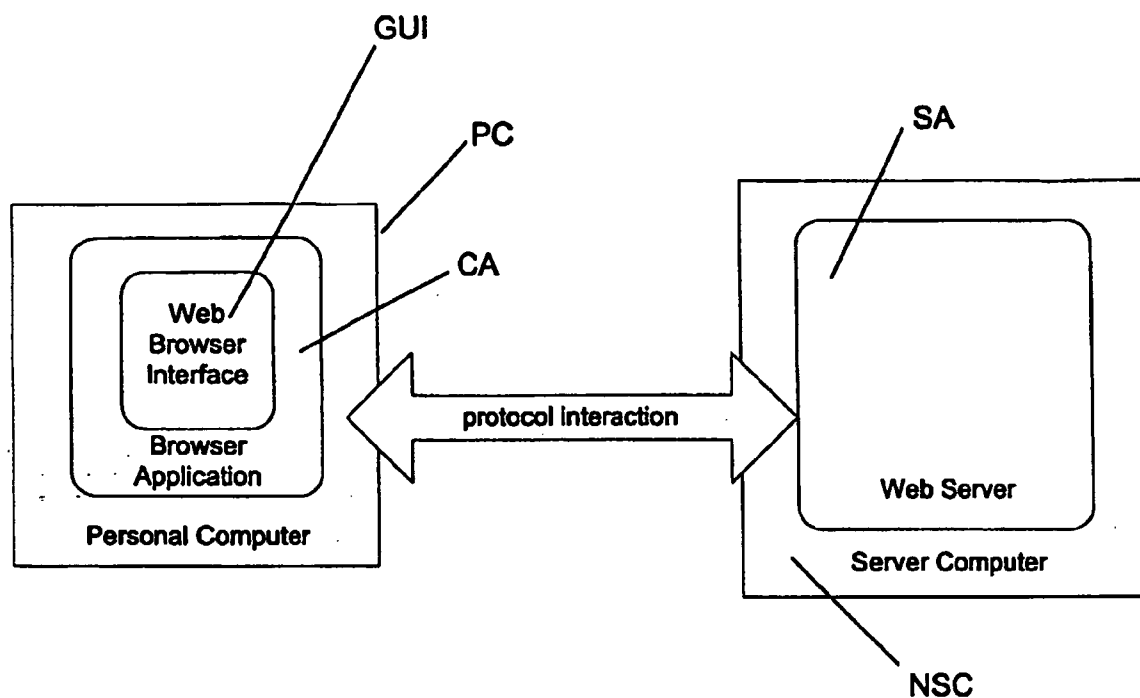 GUI
PC
SA
CA
Web
Browser
Interface
Browser
Application
Personal Computer
protocol interaction
Web Server
Server Computer
NSC